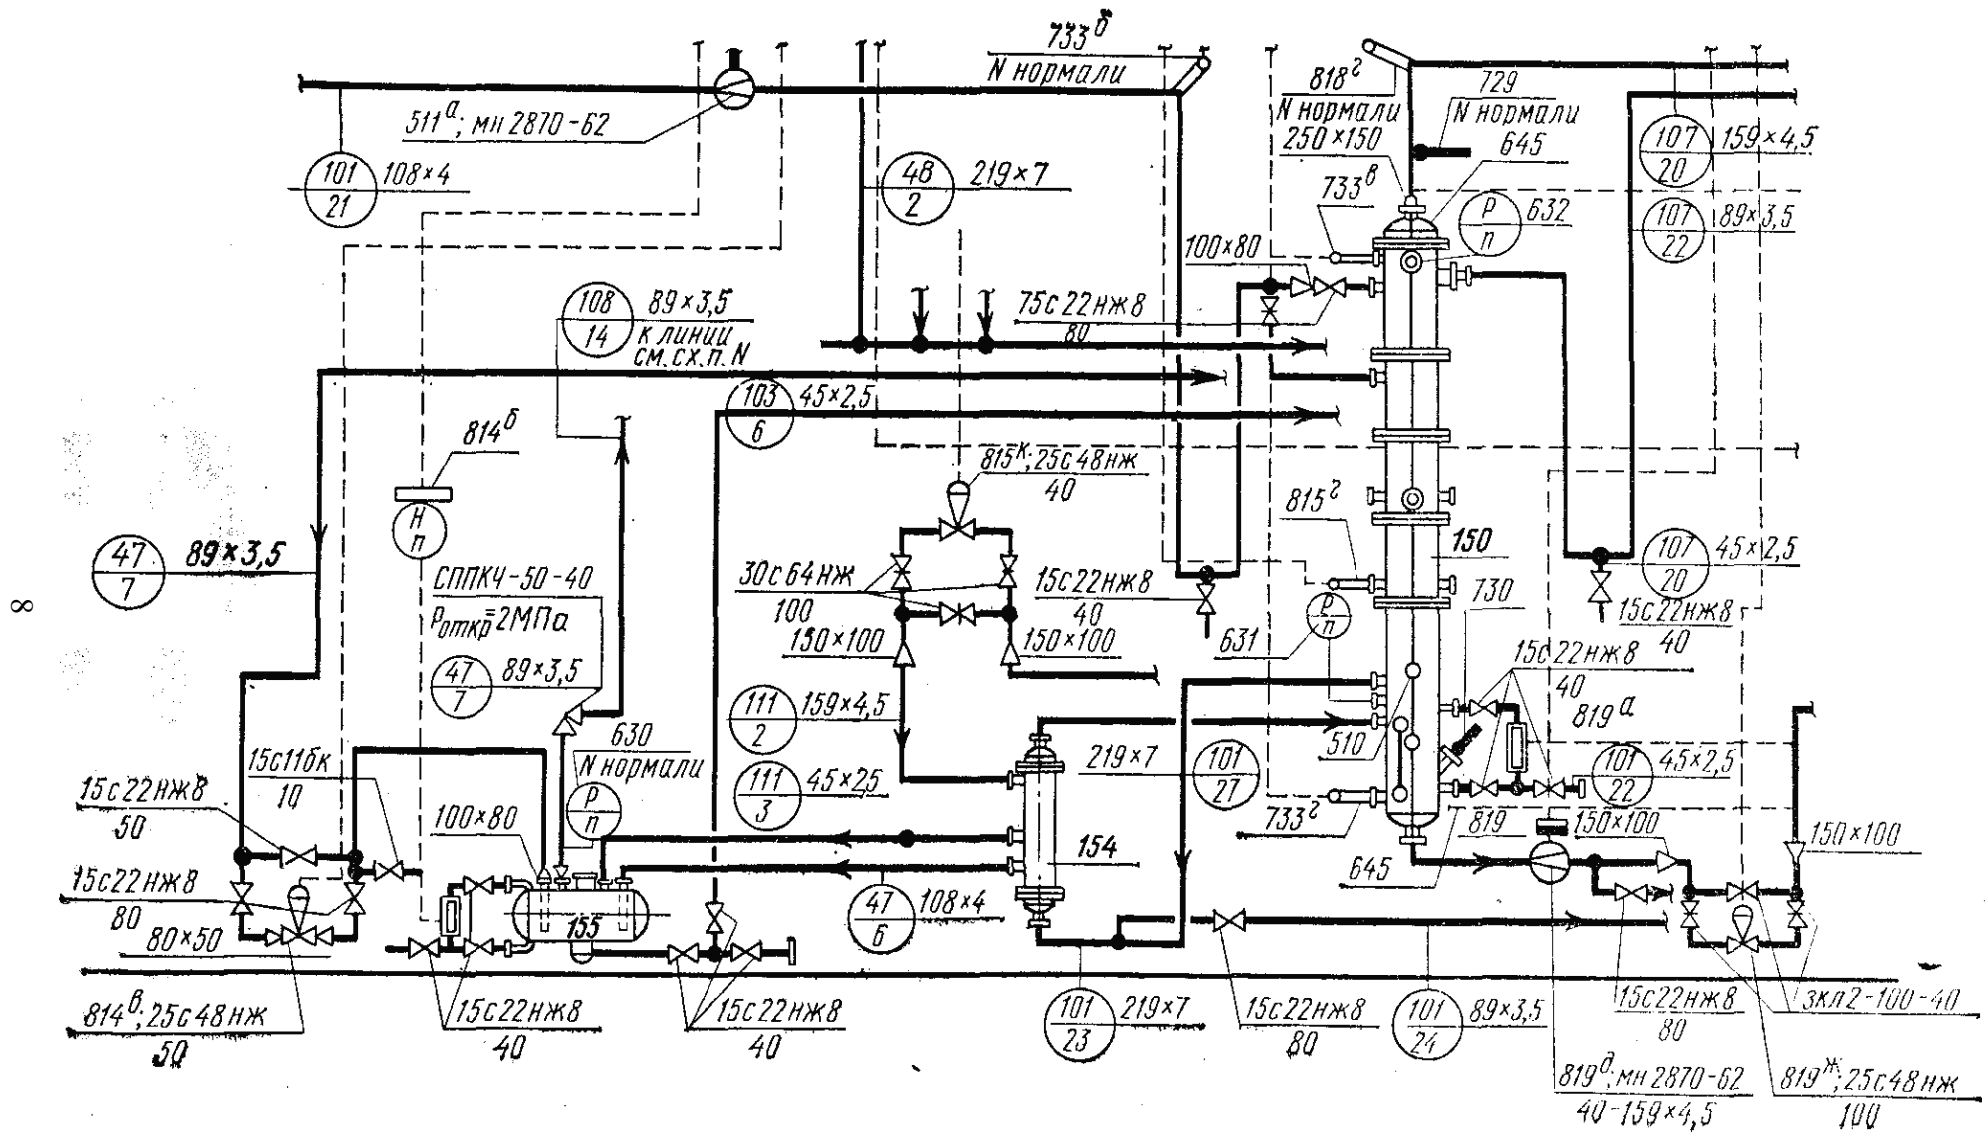 733б
N нормали
818г
N нормали
250×150
729
N нормали
645
511а; мн 2870-62
101
21
108×4
48
2
219×7
107
20
159×4,5
107
22
89×3,5
733в
Р
п
632
100×80
108
14
89×3,5
к линии
см. сх. п. N
75с22нж8
80
103
6
45×2,5
814б
Н
п
815к; 25с48нж
40
815г
150
47
7
89×3,5
СППКЧ-50-40
Pоткр=2МПа
47
7
89×3,5
30с64нж
100
15с22нж8
40
150×100
150×100
Р
п
631
730
107
20
45×2,5
15с22нж8
40
15с22нж8
40
819а
111
2
159×4,5
630
N нормали
Р
п
111
3
45×2,5
219×7
101
27
510
101
22
45×2,5
15с11бк
10
15с22нж8
50
100×80
733г
819
150×100
150×100
154
645
15с22нж8
80
80×50
155
47
6
108×4
814в; 25с48нж
50
15с22нж8
40
15с22нж8
40
101
23
219×7
15с22нж8
80
101
24
89×3,5
15с22нж8
80
зкл2-100-40
819д; мн 2870-62
40-159×4,5
819ж; 25с48нж
100
8